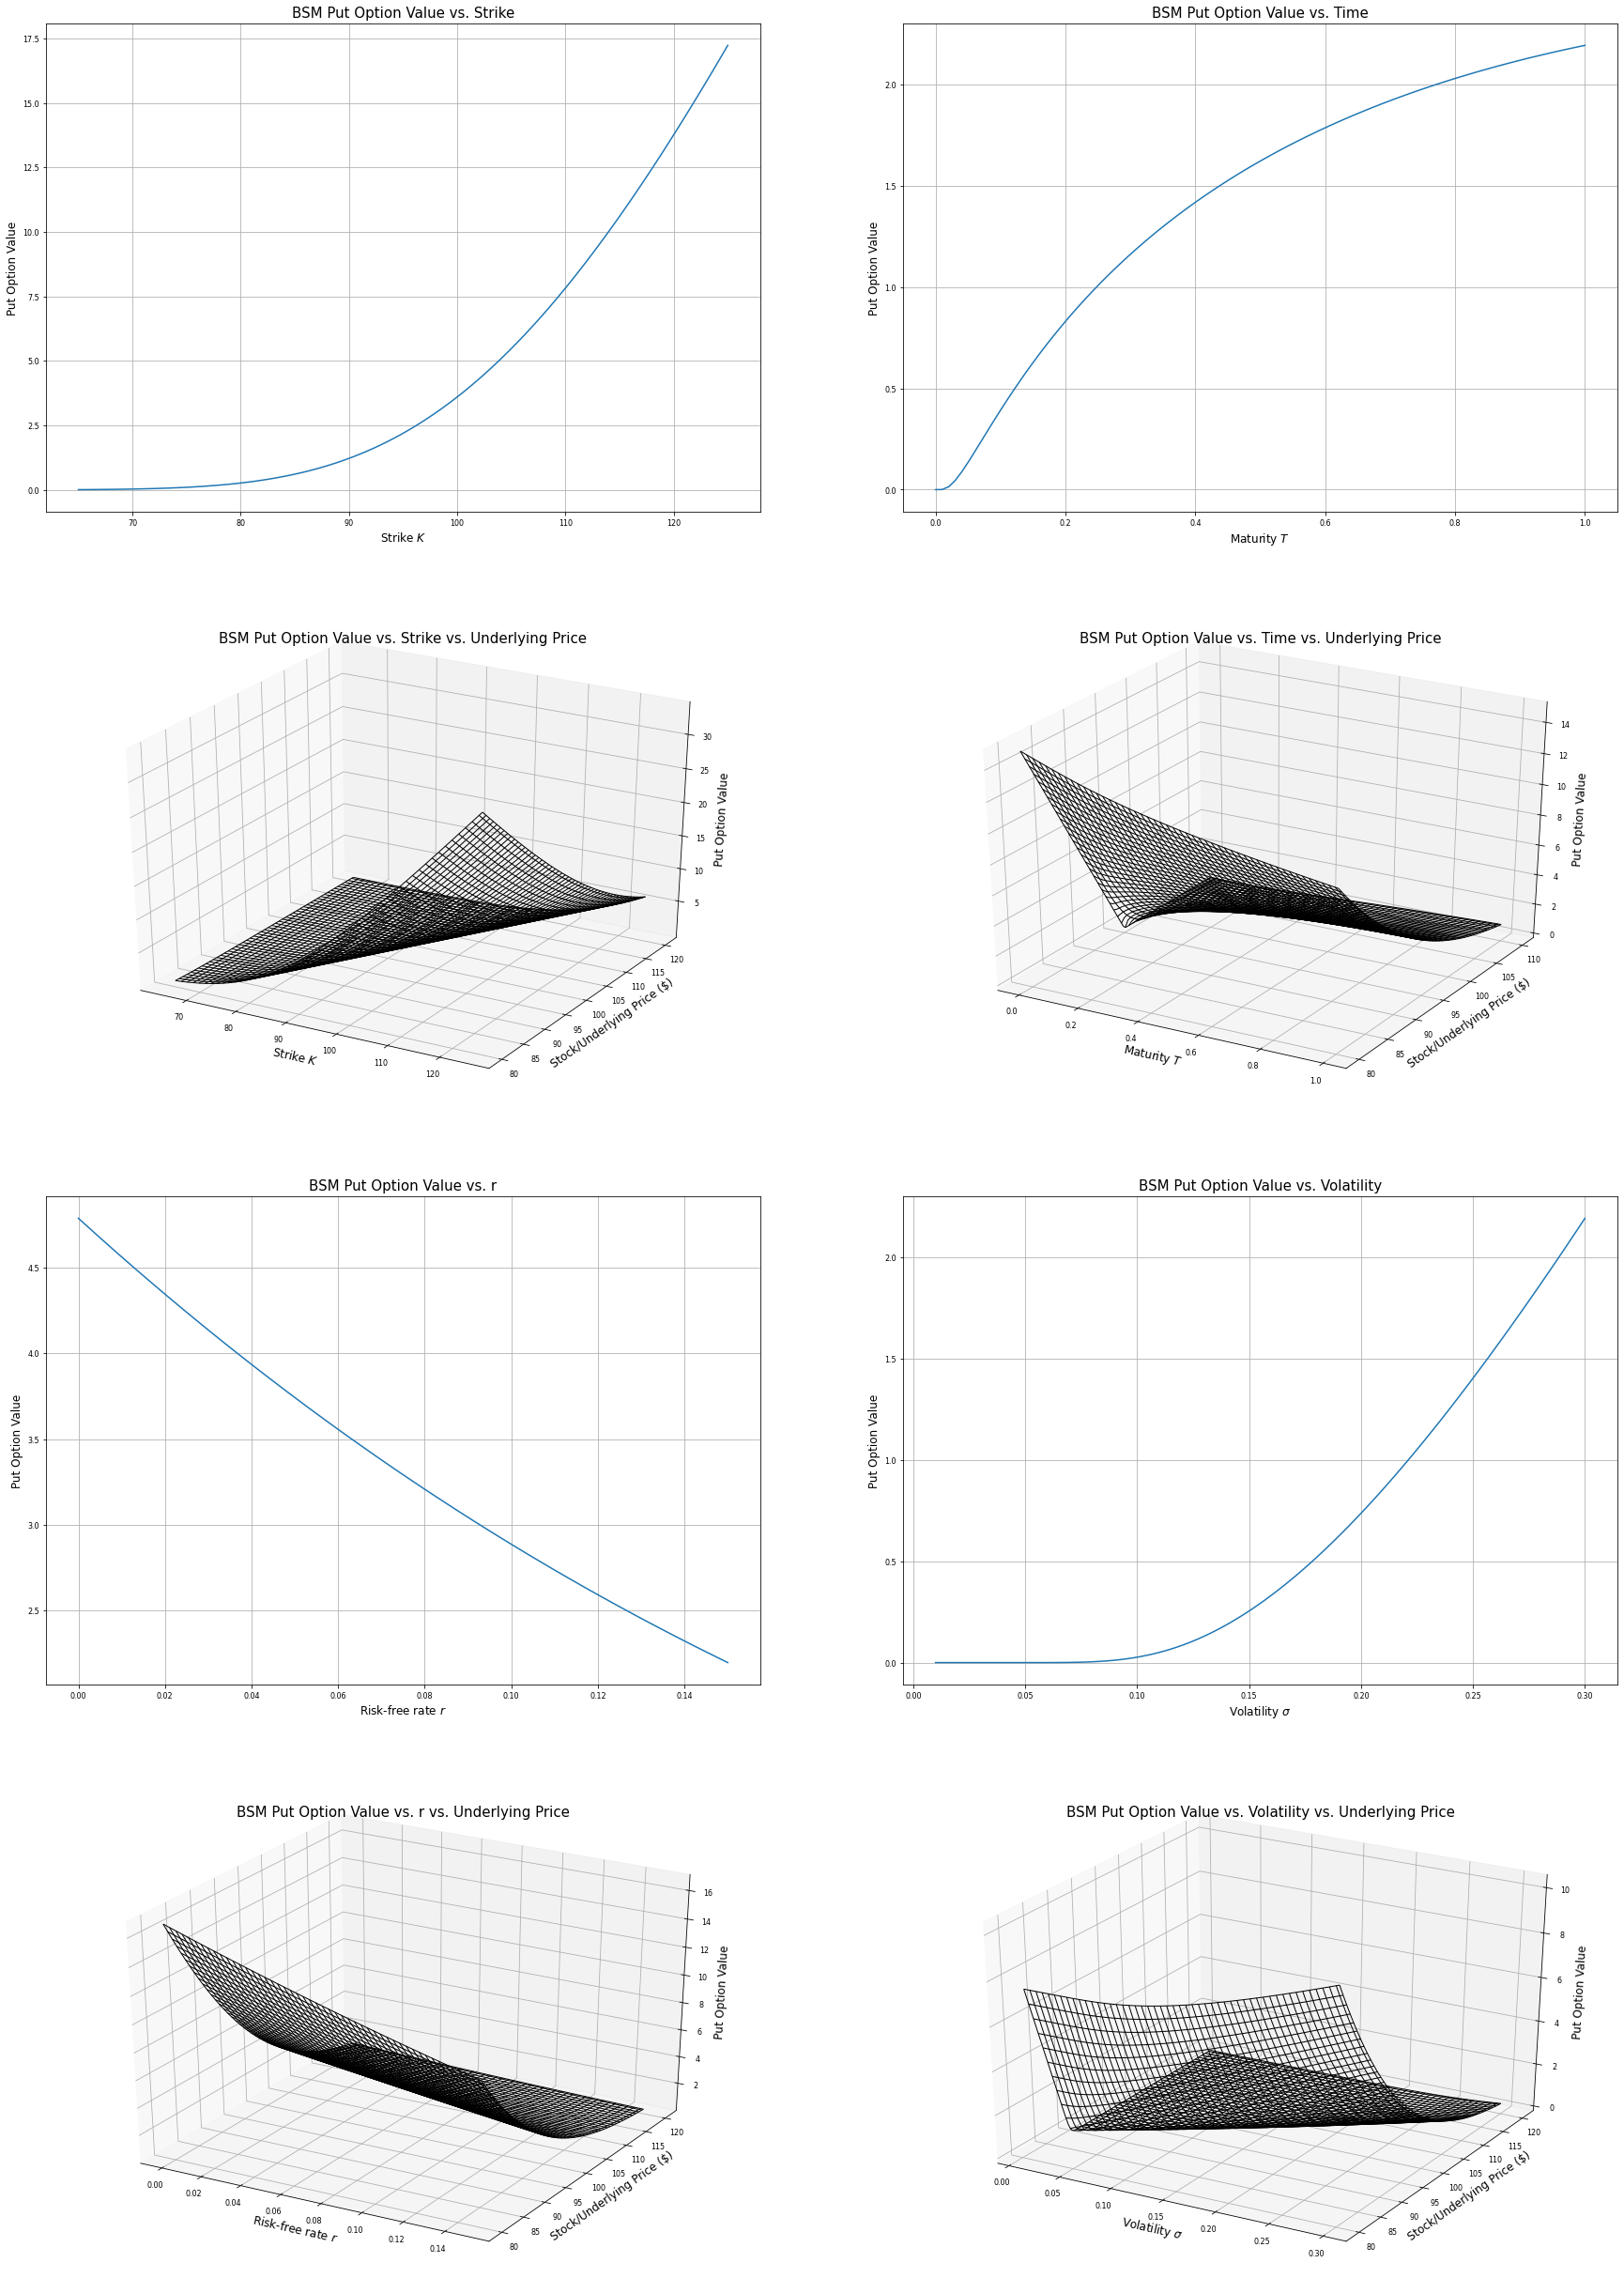 BSM Put Option Value vs. Strike
Put Option Value
17.5
15.0
12.5
10.0
7.5
5.0
2.5
0.0
70 80 90 100 110 120
Strike K
BSM Put Option Value vs. Time
Put Option Value
2.0
1.5
1.0
0.5
0.0
0.0 0.2 0.4 0.6 0.8 1.0
Maturity T
BSM Put Option Value vs. Strike vs. Underlying Price
30
25
20
15
10
5
Put Option Value
70 80 90 100 110 120
Strike K
80 85 90 95 100 105 110 115 120
Stock/Underlying Price ($)
BSM Put Option Value vs. Time vs. Underlying Price
14
12
10
8
6
4
2
0
Put Option Value
0.0 0.2 0.4 0.6 0.8 1.0
Maturity T
80 85 90 95 100 105 110
Stock/Underlying Price ($)
BSM Put Option Value vs. r
Put Option Value
4.5
4.0
3.5
3.0
2.5
0.00 0.02 0.04 0.06 0.08 0.10 0.12 0.14
Risk-free rate r
BSM Put Option Value vs. Volatility
Put Option Value
2.0
1.5
1.0
0.5
0.0
0.00 0.05 0.10 0.15 0.20 0.25 0.30
Volatility σ
BSM Put Option Value vs. r vs. Underlying Price
16
14
12
10
8
6
4
2
Put Option Value
0.00 0.02 0.04 0.06 0.08 0.10 0.12 0.14
Risk-free rate r
80 85 90 95 100 105 110 115 120
Stock/Underlying Price ($)
BSM Put Option Value vs. Volatility vs. Underlying Price
10
8
6
4
2
0
Put Option Value
0.00 0.05 0.10 0.15 0.20 0.25 0.30
Volatility σ
80 85 90 95 100 105 110 115 120
Stock/Underlying Price ($)